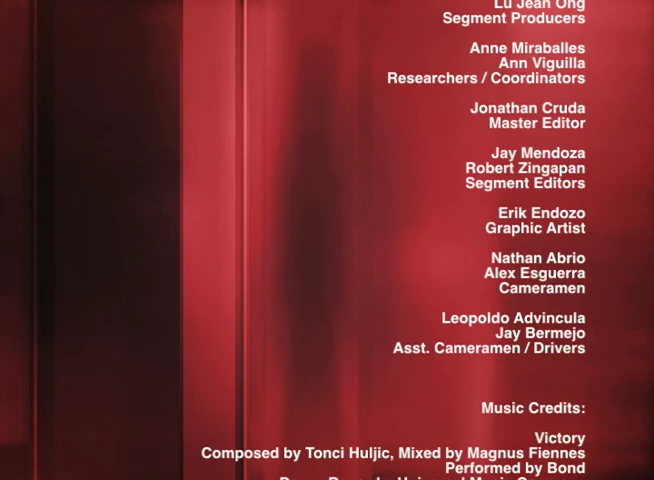 Lu Jean Ong
Segment Producers
Anne Miraballes
Ann Viguilla
Researchers / Coordinators
Jonathan Cruda
Master Editor
Jay Mendoza
Robert Zingapan
Segment Editors
Erik Endozo
Graphic Artist
Nathan Abrio
Alex Esguerra
Cameramen
Leopoldo Advincula
Jay Bermejo
Asst. Cameramen / Drivers
Music Credits:
Victory
Composed by Tonci Huljic, Mixed by Magnus Fiennes
Performed by Bond